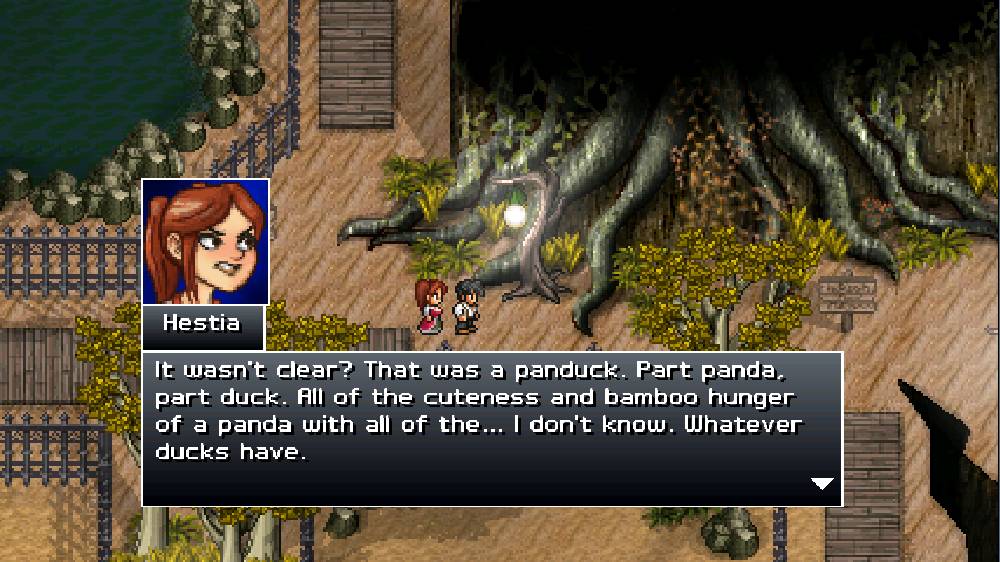 Hestia
It wasn't clear? That was a panduck. Part panda,
part duck. All of the cuteness and bamboo hunger
of a panda with all of the... I don't know. Whatever
ducks have.